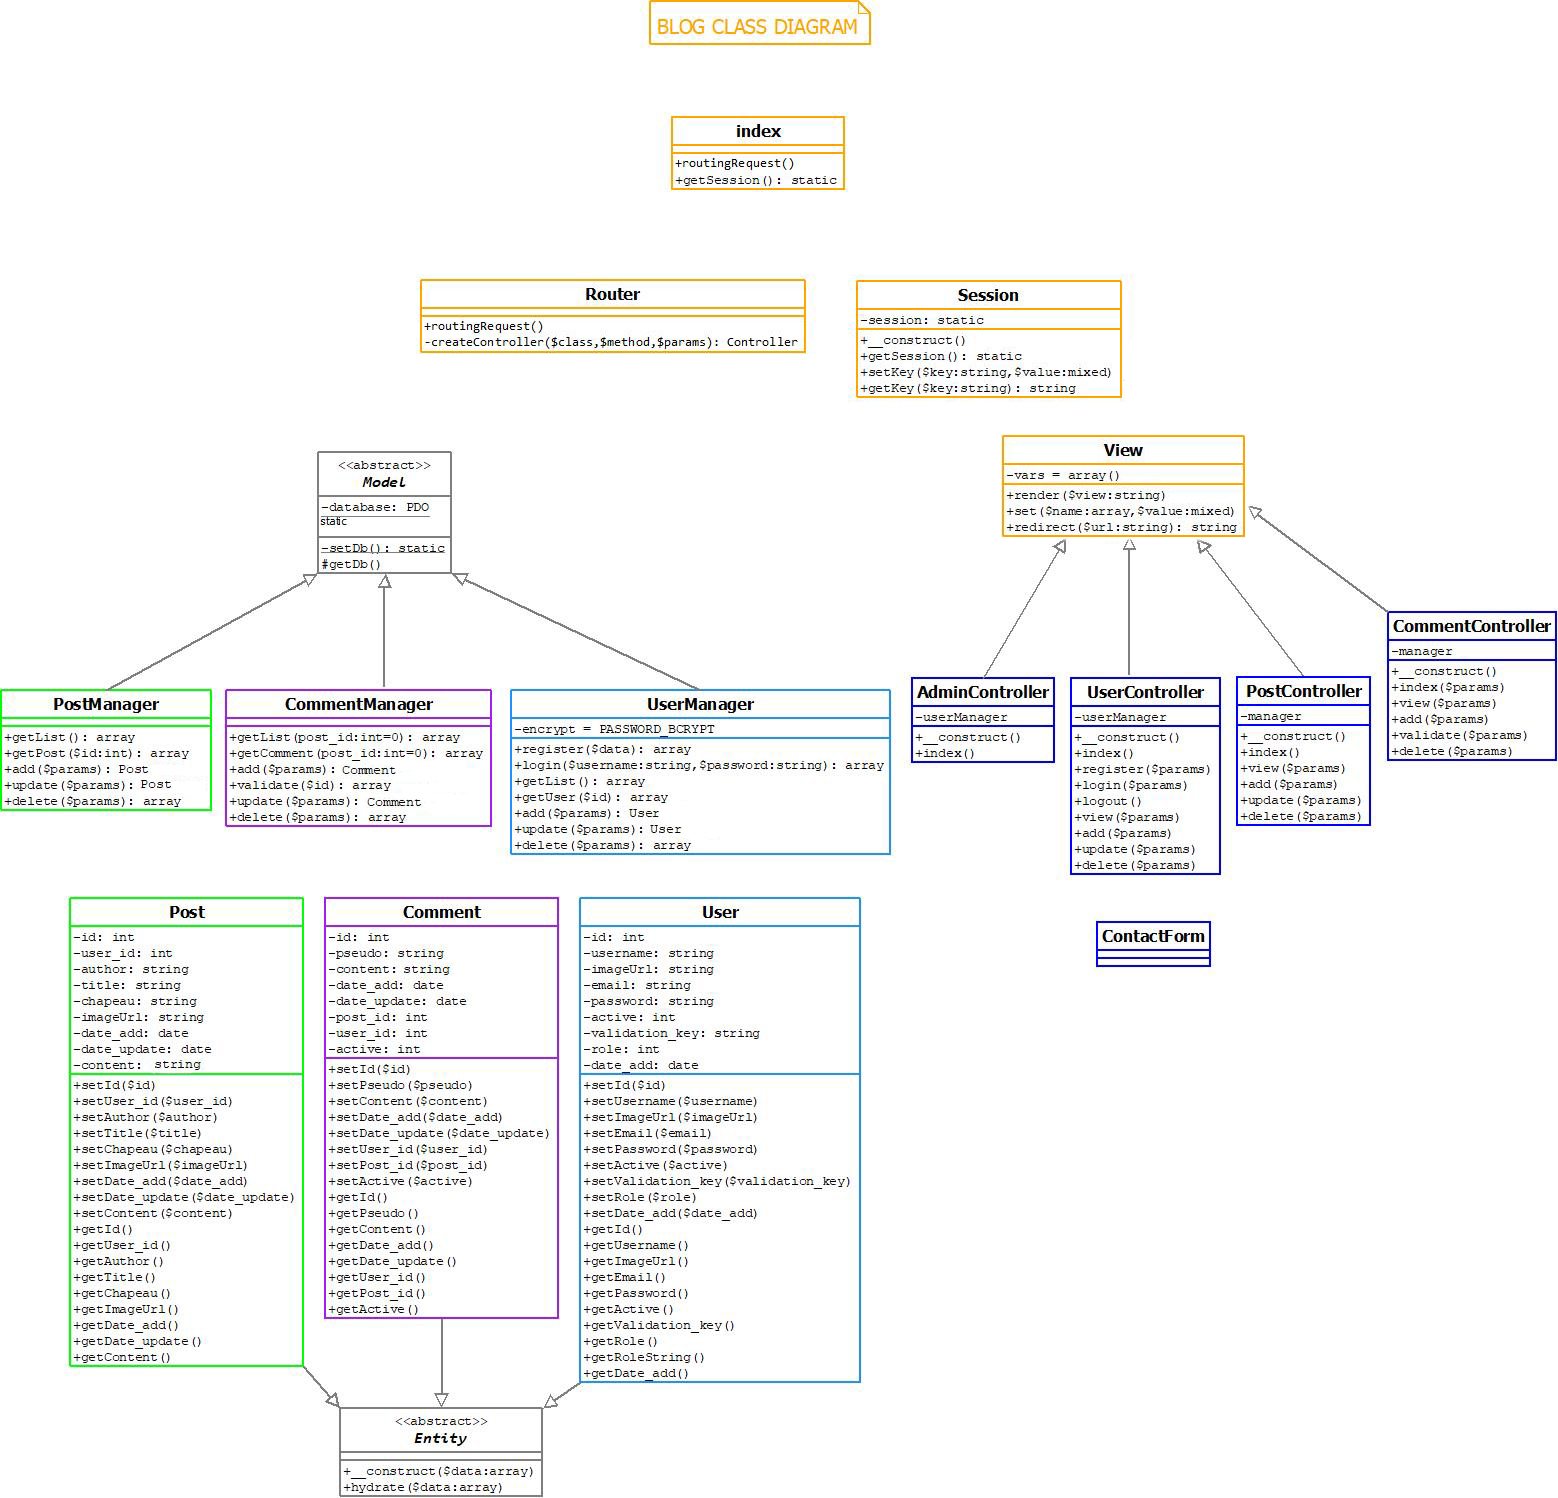 BLOG CLASS DIAGRAM
index
+routingRequest()
+getSession(): static
Router
+routingRequest()
-createController($class,$method,$params): Controller
Session
-session: static
+__construct()
+getSession(): static
+setKey($key:string,$value:mixed)
+getKey($key:string): string
<<abstract>>
Model
-database: PDO
static
-setDb(): static
#getDb()
View
-vars = array()
+render($view:string)
+set($name:array,$value:mixed)
+redirect($url:string): string
PostManager
+getList(): array
+getPost($id:int): array
+add($params): Post
+update($params): Post
+delete($params): array
CommentManager
+getList(post_id:int=0): array
+getComment(post_id:int=0): array
+add($params): Comment
+validate($id): array
+update($params): Comment
+delete($params): array
UserManager
-encrypt = PASSWORD_BCRYPT
+register($data): array
+login($username:string,$password:string): array
+getList(): array
+getUser($id): array
+add($params): User
+update($params): User
+delete($params): array
AdminController
-userManager
+__construct()
+index()
UserController
-userManager
+__construct()
+index()
+register($params)
+login($params)
+logout()
+view($params)
+add($params)
+update($params)
+delete($params)
PostController
-manager
+__construct()
+index()
+view($params)
+add($params)
+update($params)
+delete($params)
CommentController
-manager
+__construct()
+index($params)
+view($params)
+add($params)
+validate($params)
+delete($params)
Post
-id: int
-user_id: int
-author: string
-title: string
-chapeau: string
-imageUrl: string
-date_add: date
-date_update: date
-content: string
+setId($id)
+setUser_id($user_id)
+setAuthor($author)
+setTitle($title)
+setChapeau($chapeau)
+setImageUrl($imageUrl)
+setDate_add($date_add)
+setDate_update($date_update)
+setContent($content)
+getId()
+getUser_id()
+getAuthor()
+getTitle()
+getChapeau()
+getImageUrl()
+getDate_add()
+getDate_update()
+getContent()
Comment
-id: int
-pseudo: string
-content: string
-date_add: date
-date_update: date
-post_id: int
-user_id: int
-active: int
+setId($id)
+setPseudo($pseudo)
+setContent($content)
+setDate_add($date_add)
+setDate_update($date_update)
+setUser_id($user_id)
+setPost_id($post_id)
+setActive($active)
+getId()
+getPseudo()
+getContent()
+getDate_add()
+getDate_update()
+getUser_id()
+getPost_id()
+getActive()
User
-id: int
-username: string
-imageUrl: string
-email: string
-password: string
-active: int
-validation_key: string
-role: int
-date_add: date
+setId($id)
+setUsername($username)
+setImageUrl($imageUrl)
+setEmail($email)
+setPassword($password)
+setActive($active)
+setValidation_key($validation_key)
+setRole($role)
+setDate_add($date_add)
+getId()
+getUsername()
+getImageUrl()
+getEmail()
+getPassword()
+getActive()
+getValidation_key()
+getRole()
+getRoleString()
+getDate_add()
ContactForm
<<abstract>>
Entity
+__construct($data:array)
+hydrate($data:array)